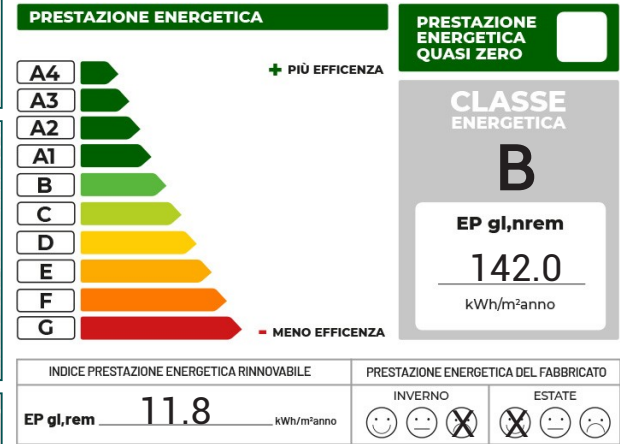 PRESTAZIONE ENERGETICA
PRESTAZIONE
ENERGETICA
QUASI ZERO
A4
+ PIÙ EFFICENZA
A3
A2
A1
B
C
D
E
F
G
- MENO EFFICENZA
CLASSE
ENERGETICA
B
EP gl,nrem
142.0
kWh/m²anno
INDICE PRESTAZIONE ENERGETICA RINNOVABILE
EP gl,rem 11.8 kWh/m²anno
PRESTAZIONE ENERGETICA DEL FABBRICATO
INVERNO
X
ESTATE
X